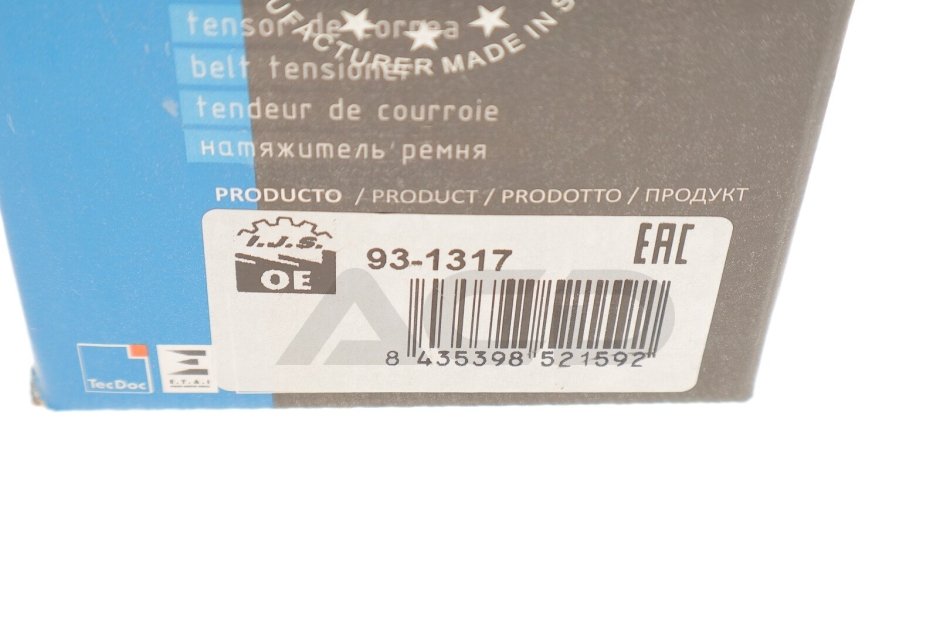 tensor de correa
MANUFACTURER MADE IN
belt tensioner
tendeur de courroie
натяжитель ремня
PRODUCTO / PRODUCT / PRODOTTO / ПРОДУКТ
I.J.S.
OE
93-1317
EAC
8 435398 521592
TecDoc
E.T.A.I